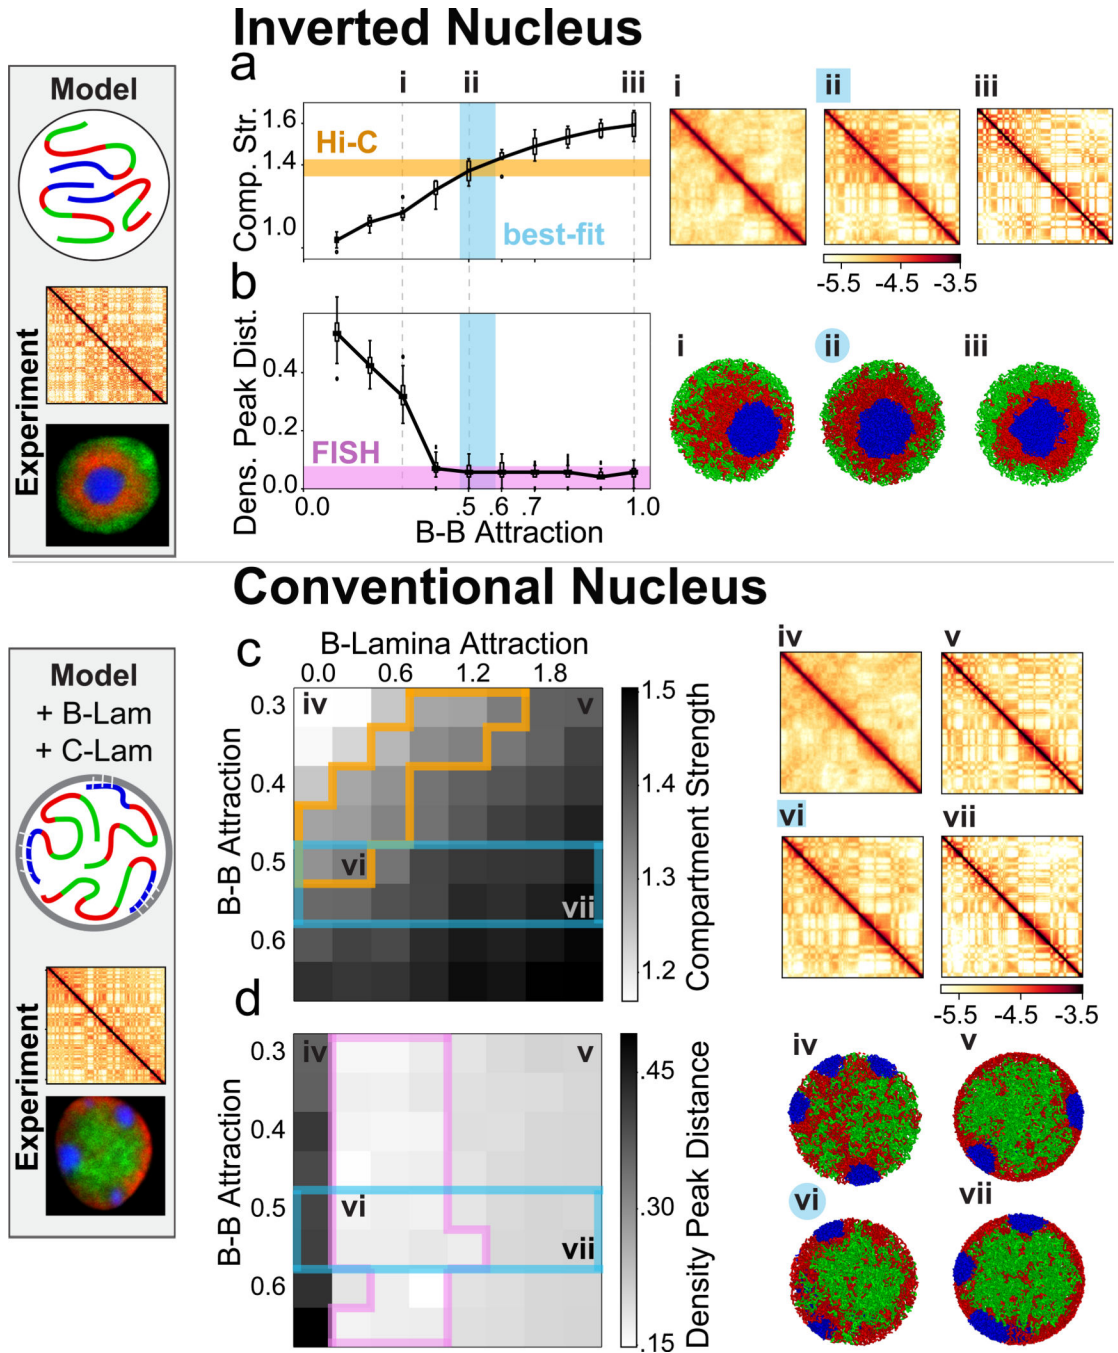 Inverted Nucleus
Model
Experiment
a
i
ii
iii
Comp. Str.
1.6
1.4
1.0
Hi-C
best-fit
i
ii
iii
-5.5
-4.5
-3.5
b
Dens. Peak Dist.
0.4
0.2
0.0
FISH
0.0
.5
.6
.7
1.0
B-B Attraction
i
ii
iii
Conventional Nucleus
Model
+ B-Lam
+ C-Lam
Experiment
c
B-Lamina Attraction
0.0
0.6
1.2
1.8
B-B Attraction
0.3
0.4
0.5
0.6
iv
v
vi
vii
1.5
1.4
1.3
1.2
Compartment Strength
iv
v
vi
vii
-5.5
-4.5
-3.5
d
B-B Attraction
0.3
0.4
0.5
0.6
iv
v
vi
vii
.45
.30
.15
Density Peak Distance
iv
v
vi
vii